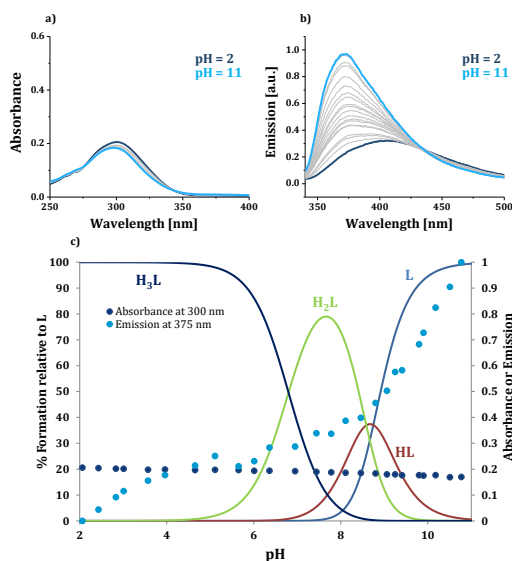 a)
pH = 2
pH = 11
Absorbance
0.6
0.4
0.2
0.0
250 300 350 400
Wavelength [nm]
b)
pH = 2
pH = 11
Emission [a.u.]
1.0
0.8
0.6
0.4
0.2
0.0
350 400 450 500
Wavelength [nm]
c)
H₃L
H₂L
L
HL
Absorbance at 300 nm
Emission at 375 nm
% Formation relative to L
100
90
80
70
60
50
40
30
20
10
0
Absorbance or Emission
1
0.9
0.8
0.7
0.6
0.5
0.4
0.3
0.2
0.1
0
2 4 6 8 10
pH